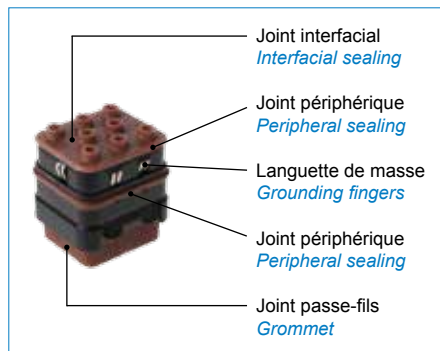 Joint interfacial
Interfacial sealing
Joint périphérique
Peripheral sealing
Languette de masse
Grounding fingers
Joint périphérique
Peripheral sealing
Joint passe-fils
Grommet